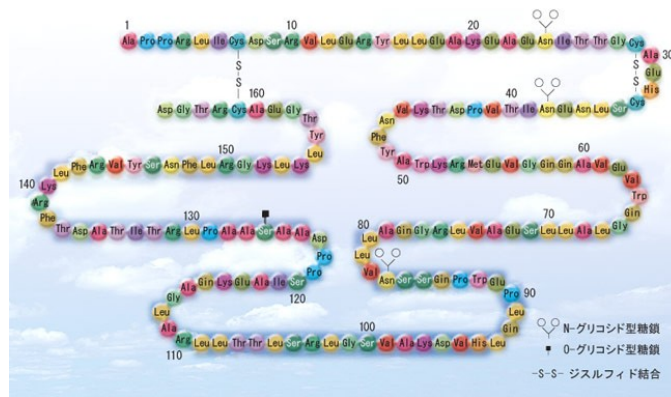 1 10 20
Ala Pro Pro Arg Leu Ile Cys Asp Ser Arg Val Leu Glu Arg Tyr Leu Leu Glu Ala Lys Glu Ala Glu Asn Ile Thr Thr Gly Cys
Ala 30
S S
Glu
S S
His
160 40
Asp Gly Thr Arg Cys Ala Glu Gly
Thr
Tyr
Leu
Val Lys Thr Asp Pro Val Thr Ile Asn Glu Asn Leu Ser Cys
Asn
Phe
150 60
Leu Phe Arg Val Tyr Ser Asn Phe Leu Arg Gly Lys Leu Lys
Tyr Ala Trp Lys Arg Met Glu Val Gly Gin Gin Ala Val Glu
50
Val
Trp
Gin
Gly
140 Lys
Arg
Phe
130 80 70
Thr Asp Ala Thr Ile Thr Arg Leu Pro Ala Ala Ser Ala Ala
Asp
Pro
Pro
Leu Ala Gin Gly Arg Leu Val Ala Glu Ser Leu Leu Ala Leu
Leu
Val
Ala Gin Lys Glu Ala Ile Ser
120
Asn Ser Ser Gin Pro Trp Glu
Pro 90
Leu
Gin
Gly
Leu
Ala
100
Arg Leu Leu Thr Thr Leu Ser Arg Leu Gly Ser Val Ala Lys Asp Val His Leu
110
N-グリコシド型糖鎖
O-グリコシド型糖鎖
-S-S- ジスルフィド結合